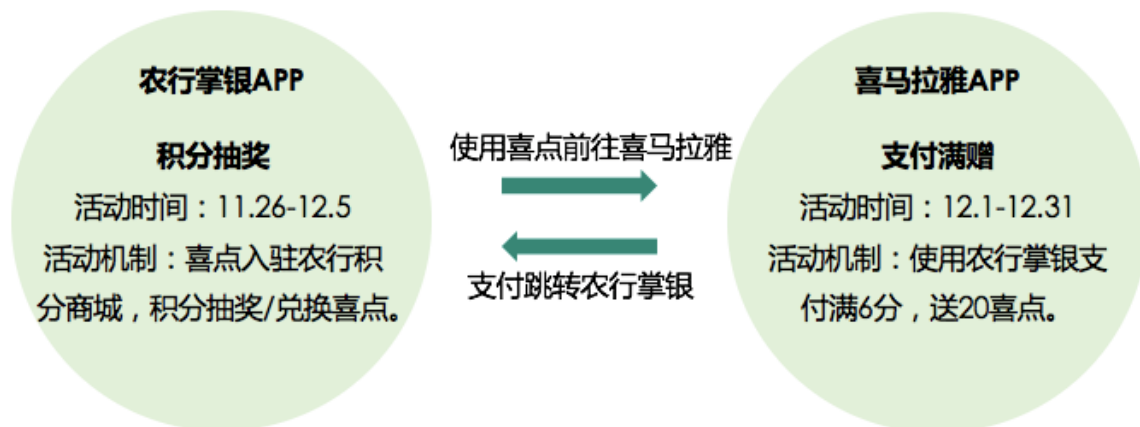 农行掌银APP
积分抽奖
活动时间：11.26-12.5
活动机制：喜点入驻农行积
分商城，积分抽奖/兑换喜点。
使用喜点前往喜马拉雅
支付跳转农行掌银
喜马拉雅APP
支付满赠
活动时间：12.1-12.31
活动机制：使用农行掌银支
付满6分，送20喜点。